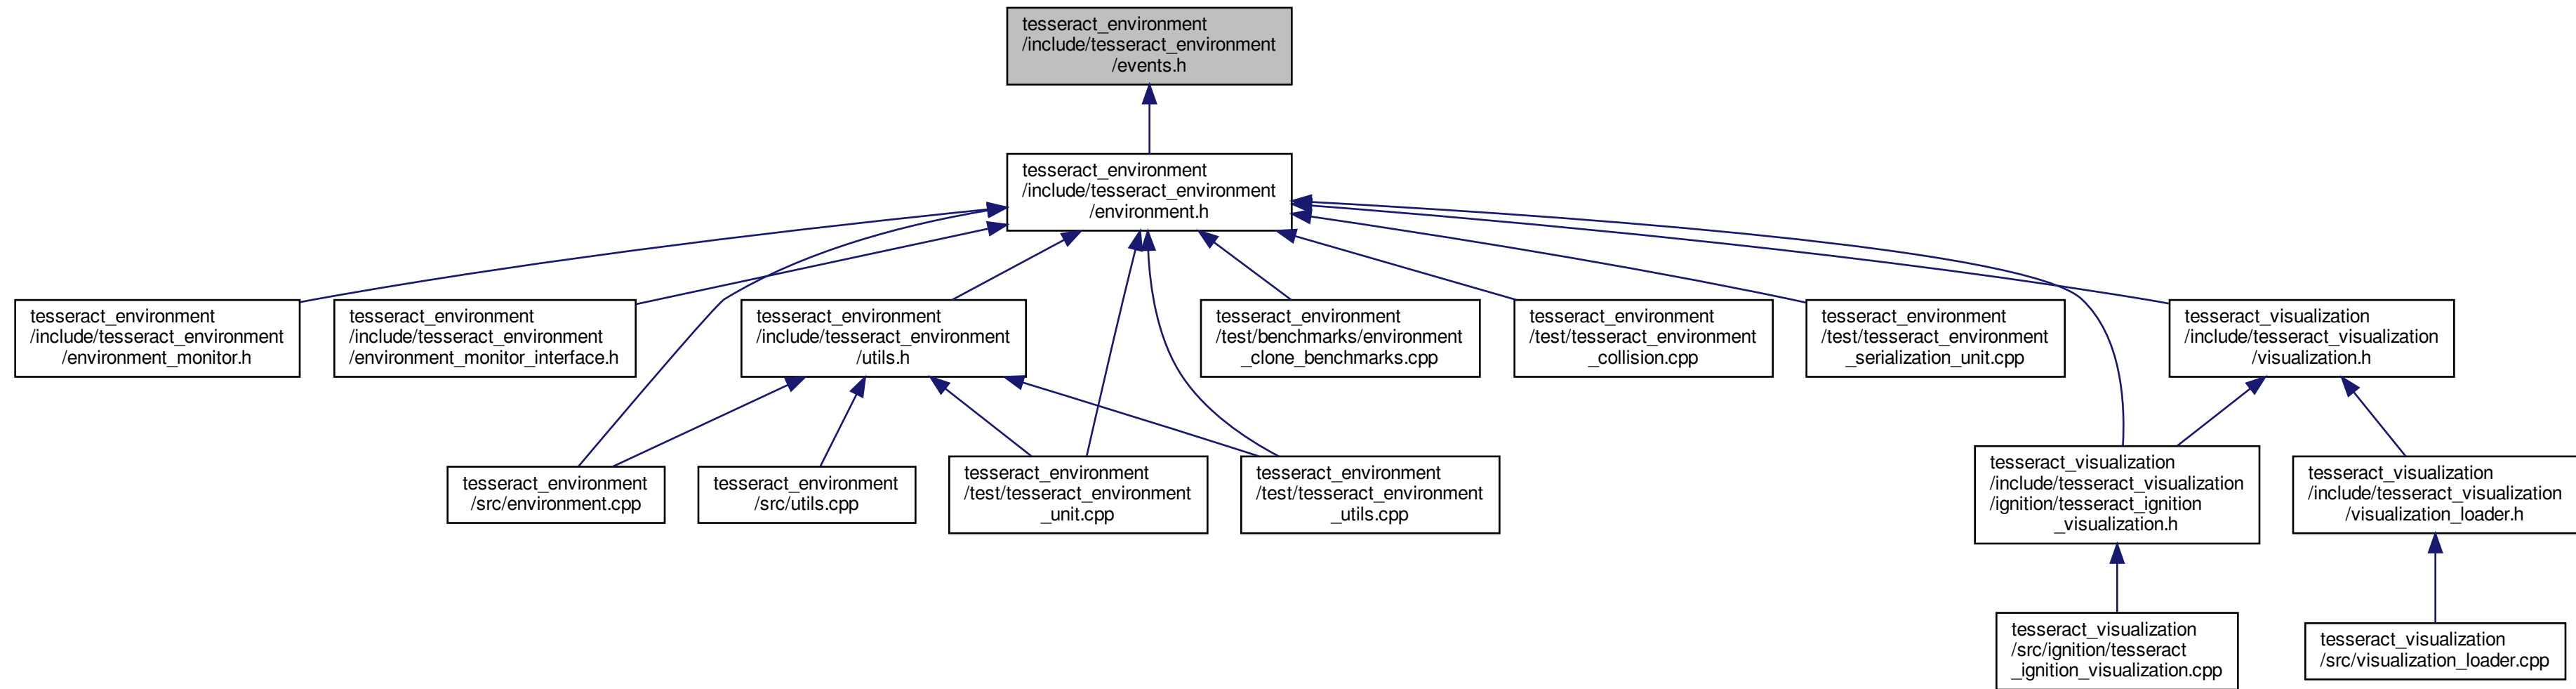 tesseract_environment
/include/tesseract_environment
/events.h
tesseract_environment
/include/tesseract_environment
/environment.h
tesseract_environment
/include/tesseract_environment
/environment_monitor.h
tesseract_environment
/include/tesseract_environment
/environment_monitor_interface.h
tesseract_environment
/include/tesseract_environment
/utils.h
tesseract_environment
/test/benchmarks/environment
_clone_benchmarks.cpp
tesseract_environment
/test/tesseract_environment
_collision.cpp
tesseract_environment
/test/tesseract_environment
_serialization_unit.cpp
tesseract_visualization
/include/tesseract_visualization
/visualization.h
tesseract_environment
/src/environment.cpp
tesseract_environment
/src/utils.cpp
tesseract_environment
/test/tesseract_environment
_unit.cpp
tesseract_environment
/test/tesseract_environment
_utils.cpp
tesseract_visualization
/include/tesseract_visualization
/ignition/tesseract_ignition
_visualization.h
tesseract_visualization
/include/tesseract_visualization
/visualization_loader.h
tesseract_visualization
/src/ignition/tesseract
_ignition_visualization.cpp
tesseract_visualization
/src/visualization_loader.cpp